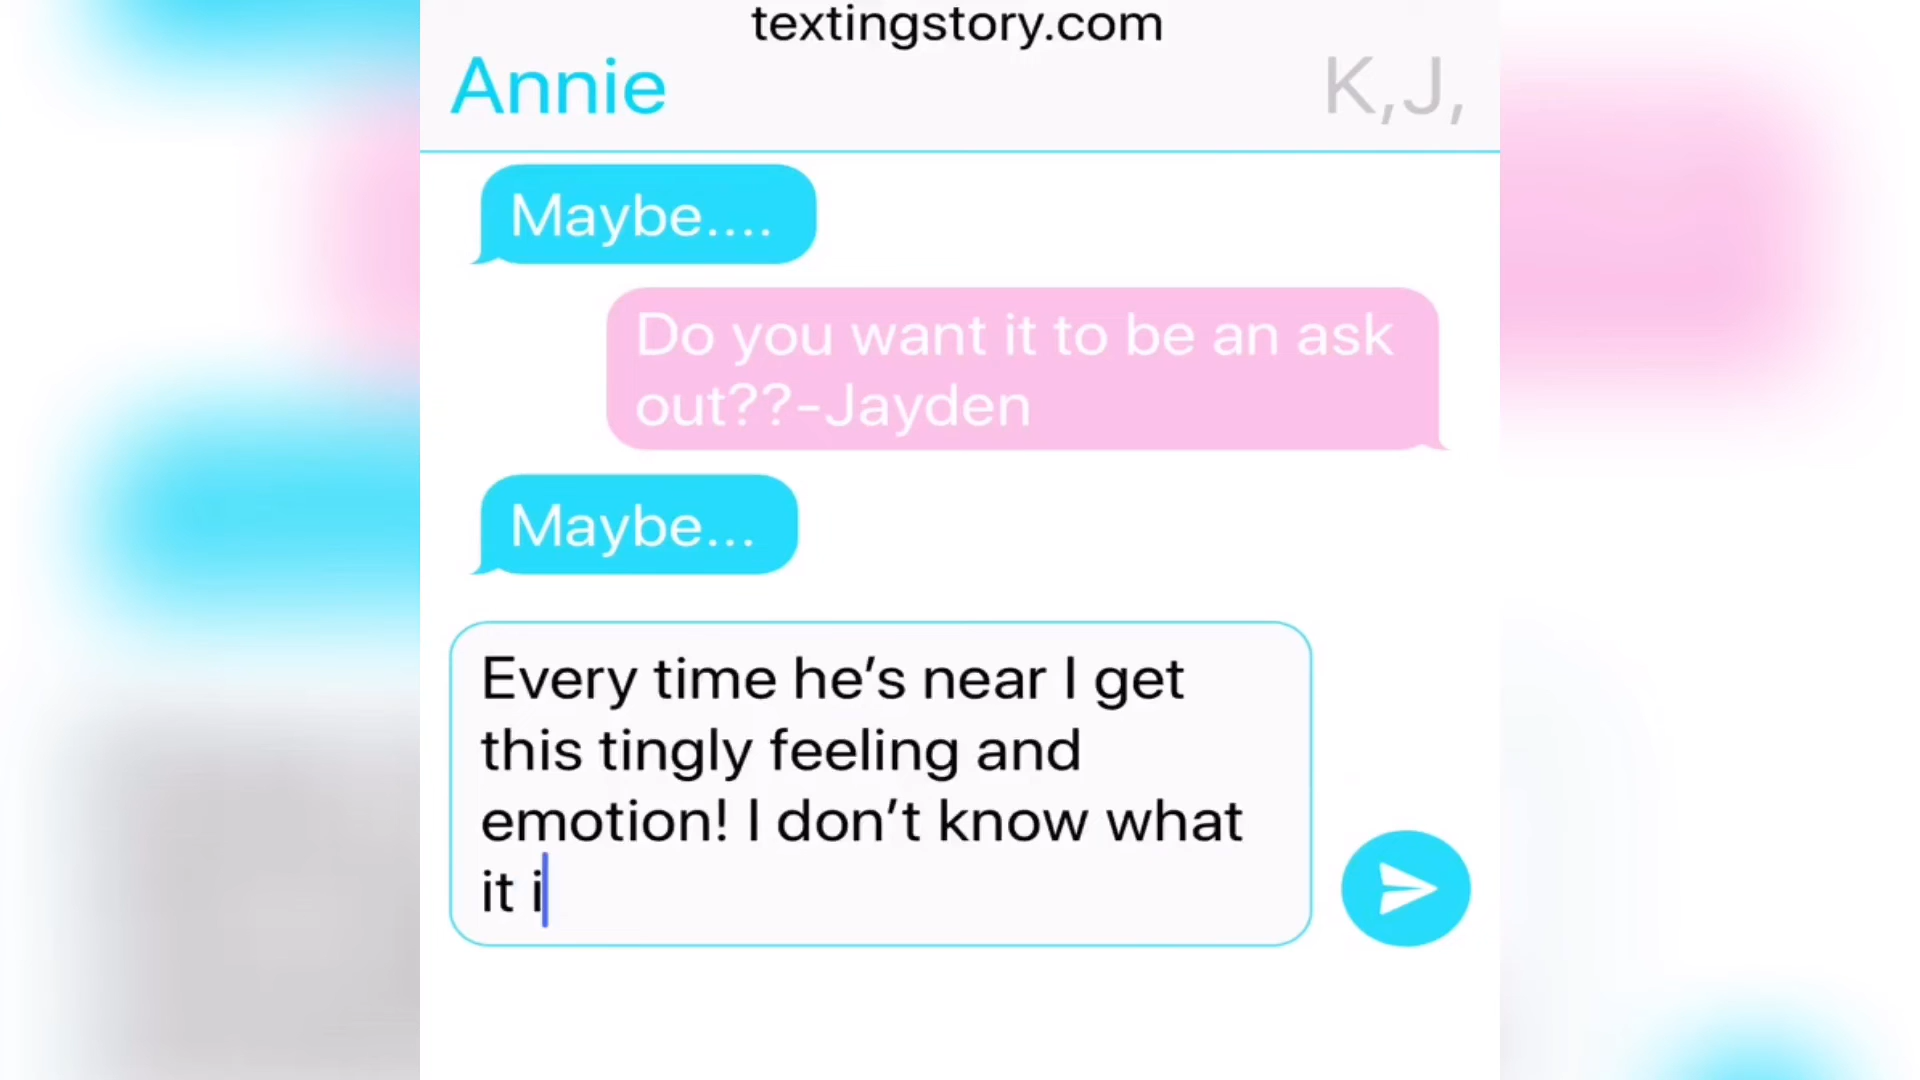 textingstory.com
Annie
K,J,
Maybe....
Do you want it to be an ask
out??-Jayden
Maybe...
Every time he’s near I get
this tingly feeling and
emotion! I don’t know what
it i